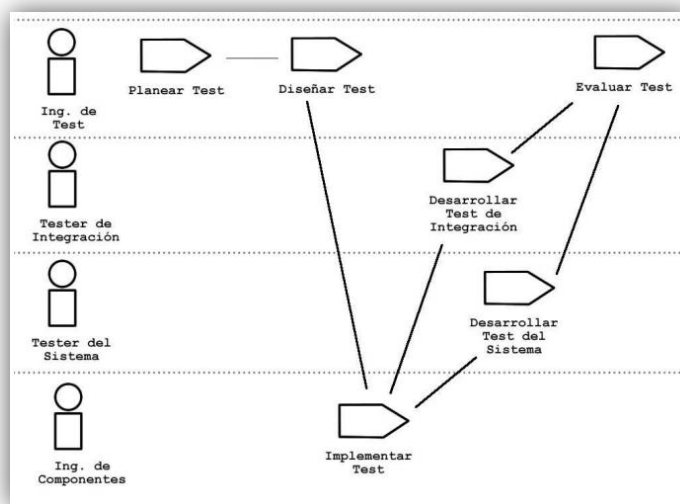 Planear Test
Diseñar Test
Evaluar Test
Ing. de
Test
Desarrollar
Test de
Integración
Tester de
Integración
Desarrollar
Test del
Sistema
Tester del
Sistema
Implementar
Test
Ing. de
Componentes